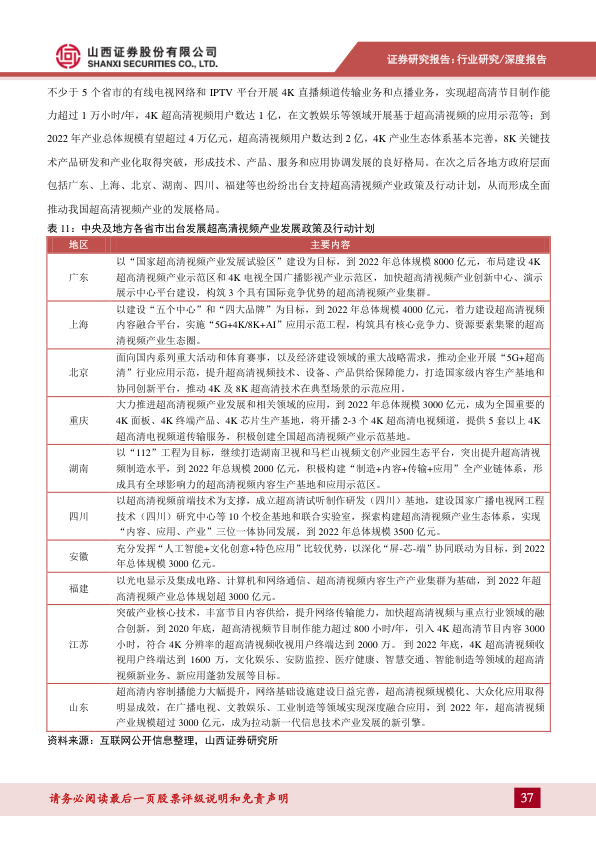 山西证券股份有限公司
SHANXI SECURITIES CO., LTD.
证券研究报告：行业研究/深度报告
不少于 5 个省市的有线电视网络和 IPTV 平台开展 4K 直播频道传输业务和点播业务，实现超高清节目制作能
力超过 1 万小时/年，4K 超高清视频用户数达 1 亿，在文教娱乐等领域开展基于超高清视频的应用示范等；到
2022 年产业总体规模有望超过 4 万亿元，超高清视频用户数达到 2 亿，4K 产业生态体系基本完善，8K 关键技
术产品研发和产业化取得突破，形成技术、产品、服务和应用协调发展的良好格局。在次之后各地方政府层面
包括广东、上海、北京、湖南、四川、福建等也纷纷出台支持超高清视频产业政策及行动计划，从而形成全面
推动我国超高清视频产业的发展格局。
表 11：中央及地方各省市出台发展超高清视频产业发展政策及行动计划
地区 主要内容
以“国家超高清视频产业发展试验区”建设为目标，到 2022 年总体规模 8000 亿元，布局建设 4K
广东 超高清视频产业示范区和 4K 电视全国广播影视产业示范区，加快超高清视频产业创新中心、演示
展示中心平台建设，构筑 3 个具有国际竞争优势的超高清视频产业集群。
以建设“五个中心”和“四大品牌”为目标，到 2022 年总体规模 4000 亿元，着力建设超高清视频
上海 内容融合平台，实施“5G+4K/8K+AI”应用示范工程，构筑具有核心竞争力、资源要素集聚的超高
清视频产业生态圈。
面向国内系列重大活动和体育赛事，以及经济建设领域的重大战略需求，推动企业开展“5G+超高
北京 清”行业应用示范，提升超高清视频技术、设备、产品供给保障能力，打造国家级内容生产基地和
协同创新平台，推动 4K 及 8K 超高清技术在典型场景的示范应用。
大力推进超高清视频产业发展和相关领域的应用，到 2022 年总体规模 3000 亿元，成为全国重要的
重庆 4K 面板、4K 终端产品、4K 芯片生产基地，将开播 2-3 个 4K 超高清电视频道，提供 5 套以上 4K
超高清电视频道传输服务，积极创建全国超高清视频产业示范基地。
以“112”工程为目标，继续打造湖南卫视和马栏山视频文创产业园生态平台，突出提升超高清视
湖南 频制造水平，到 2022 年总规模 2000 亿元，积极构建“制造+内容+传输+应用”全产业链体系，形
成具有全球影响力的超高清视频内容生产基地和应用示范区。
以超高清视频前端技术为支撑，成立超高清试听制作研发（四川）基地，建设国家广播电视网工程
四川 技术（四川）研究中心等 10 个校企基地和联合实验室，探索构建超高清视频产业生态体系，实现
“内容、应用、产业”三位一体协同发展，到 2022 年总体规模 3500 亿元。
安徽 充分发挥“人工智能+文化创意+特色应用”比较优势，以深化“屏-芯-端”协同联动为目标，到 2022
年总体规模 3000 亿元。
福建 以光电显示及集成电路、计算机和网络通信、超高清视频内容生产产业集群为基础，到 2022 年超
高清视频产业总体规划超 3000 亿元。
突破产业核心技术，丰富节目内容供给，提升网络传输能力，加快超高清视频与重点行业领域的融
合创新，到 2020 年底，超高清视频节目制作能力超过 800 小时/年，引入 4K 超高清节目内容 3000
江苏 小时，符合 4K 分辨率的超高清视频收视用户终端达到 2000 万。 到 2022 年底，4K 超高清视频收
视用户终端达到 1600 万，文化娱乐、安防监控、医疗健康、智慧交通、智能制造等领域的超高清
视频新业务、新应用蓬勃发展等目标。
超高清内容制播能力大幅提升，网络基础设施建设日益完善，超高清视频规模化、大众化应用取得
山东 明显成效，在广播电视、文教娱乐、工业制造等领域实现深度融合应用，到 2022 年，超高清视频
产业规模超过 3000 亿元，成为拉动新一代信息技术产业发展的新引擎。
资料来源：互联网公开信息整理，山西证券研究所
请务必阅读最后一页股票评级说明和免责声明
37